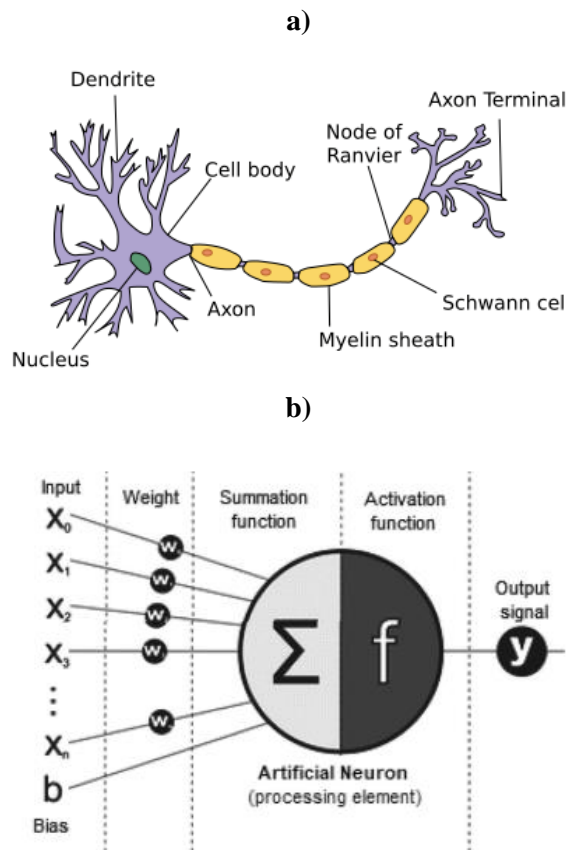 a)
Dendrite
Axon Terminal
Node of
Ranvier
Cell body
Axon
Schwann cel
Myelin sheath
Nucleus
b)
Input
Weight
Summation
function
Activation
function
X0
X1
X2
X3
Xn
b
Bias
w
w
w
w
w
Σ
f
Output
signal
y
Artificial Neuron
(processing element)